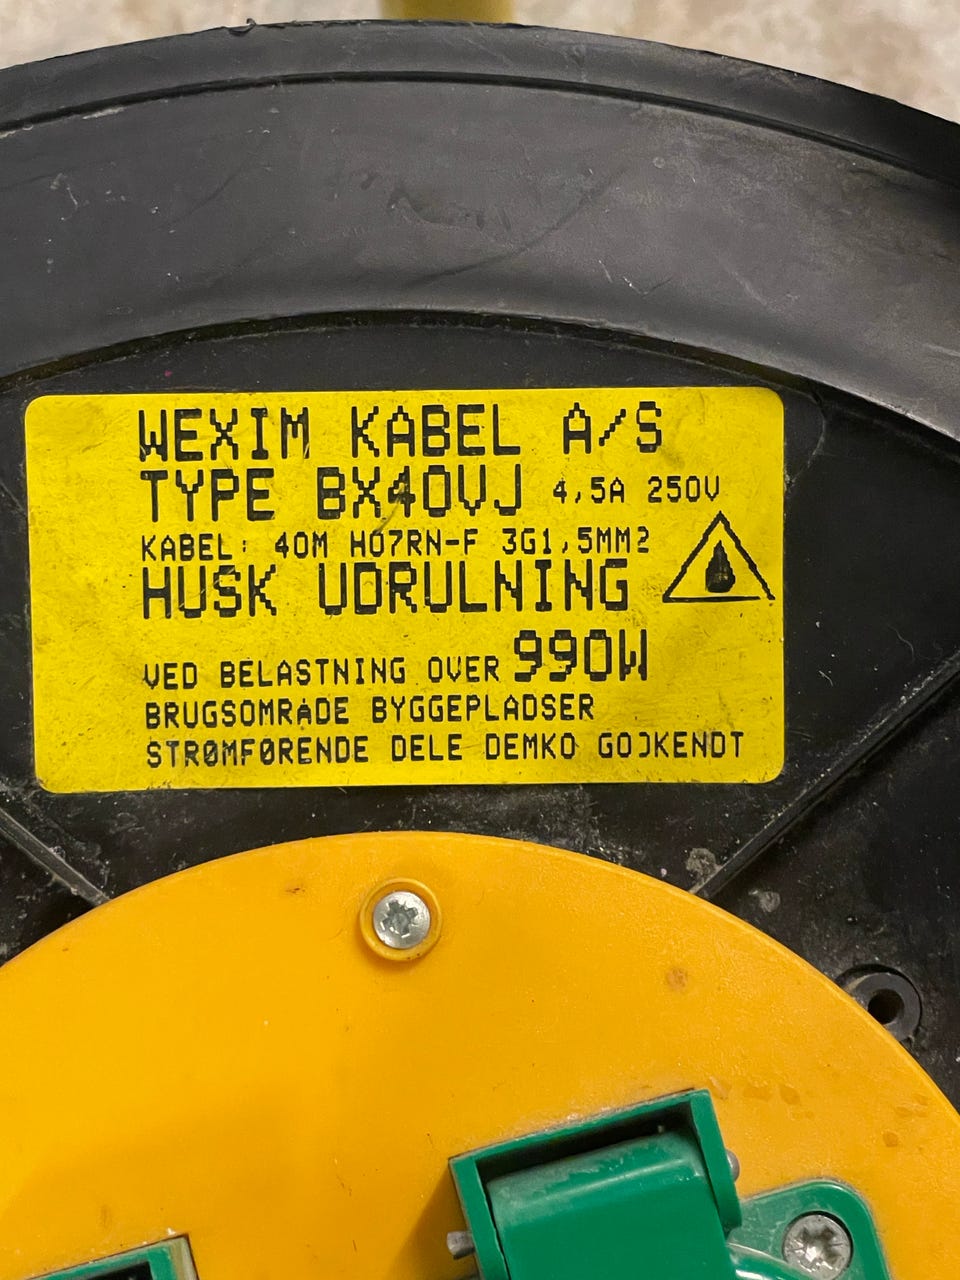 WEXIM KABEL A/S
TYPE BX40VJ 4,5A 250V
KABEL: 40M H07RN-F 3G1,5MM2
HUSK UDRULNING
VED BELASTNING OVER 990W
BRUGSOMRÅDE BYGGEPLADSER
STRØMFØRENDE DELE DEMKO GODKENDT